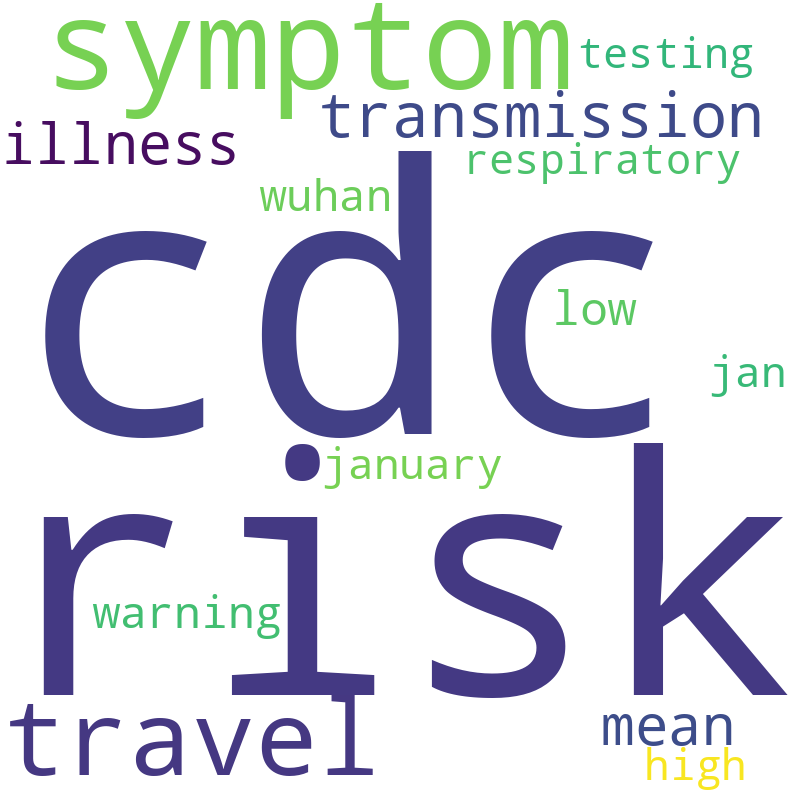 symptom
testing
transmission
illness
respiratory
wuhan
cdc
low
jan
january
risk
warning
travel
mean
high